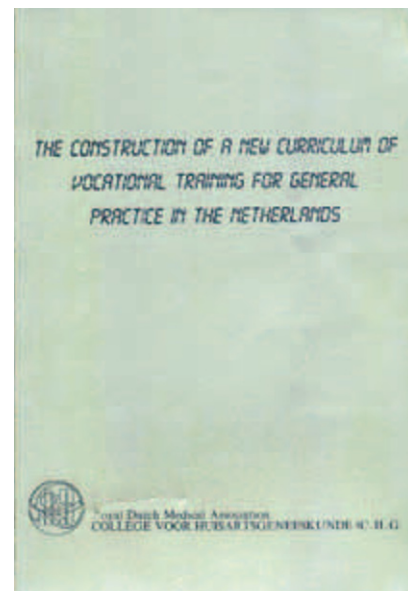 THE CONSTRUCTION OF A NEW CURRICULUM OF
VOCATIONAL TRAINING FOR GENERAL
PRACTICE IN THE NETHERLANDS
Royal Dutch Medical Association
COLLEGE VOOR HUISARTSGENEESKUNDE (C.H.G.